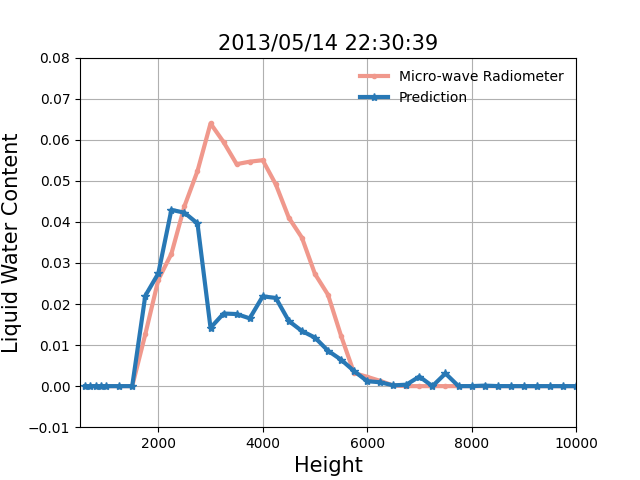 2013/05/14 22:30:39
0.08
0.07
0.06
0.05
0.04
0.03
0.02
0.01
0.00
−0.01
Liquid Water Content
Micro-wave Radiometer
Prediction
2000 4000 6000 8000 10000
Height